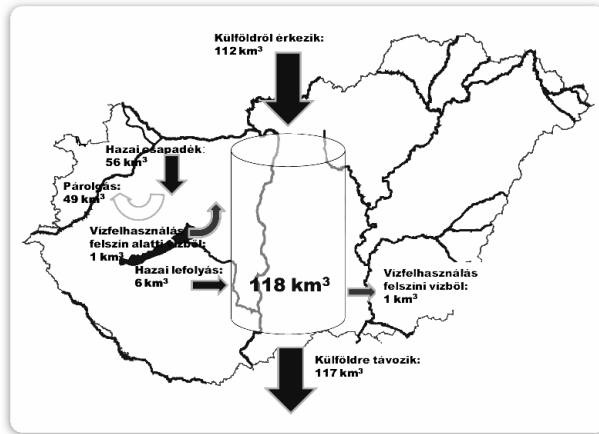 Külföldről érkezik:
112 km³
Hazai csapadék:
56 km³
Párolgás:
49 km³
Vízfelhasználás
felszín alatti vízből:
1 km³
Hazai lefolyás:
6 km³
118 km³
Vízfelhasználás
felszíni vízből:
1 km³
Külföldre távozik:
117 km³